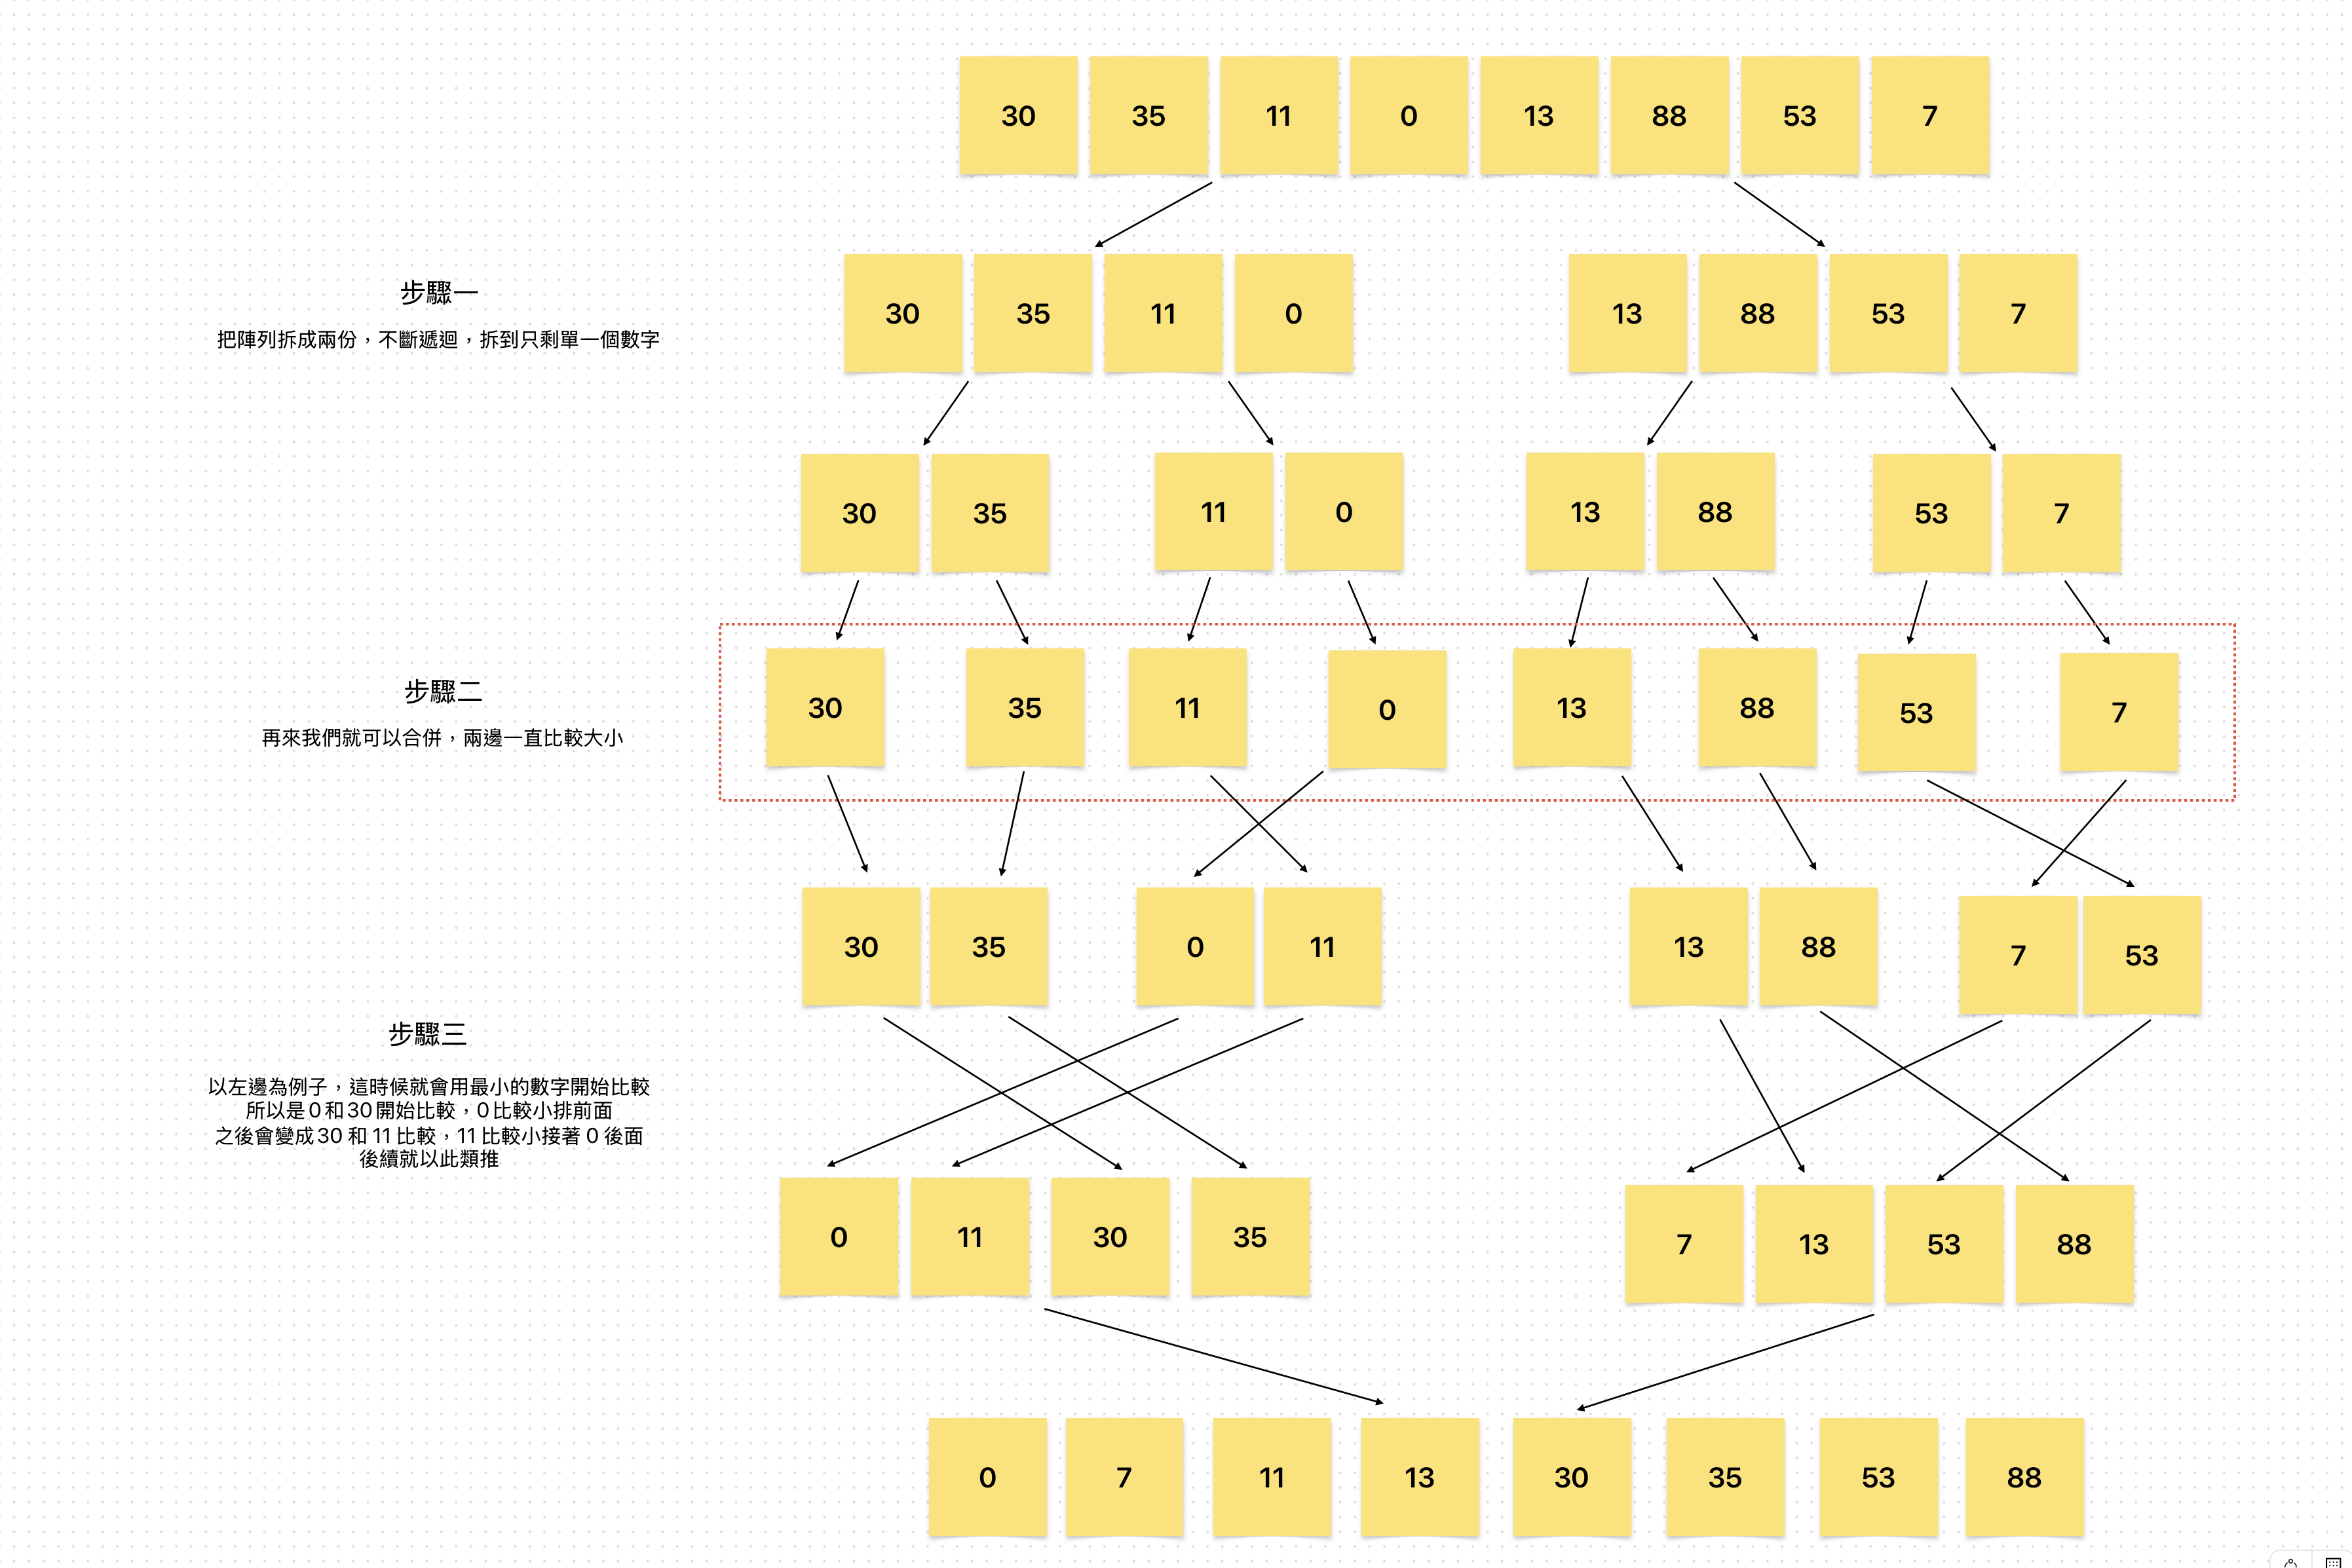 30 35 11 0 13 88 53 7
步驟一
把陣列拆成兩份，不斷遞迴，拆到只剩單一個數字
30 35 11 0 13 88 53 7
30 35 11 0 13 88 53 7
步驟二
再來我們就可以合併，兩邊一直比較大小
30 35 11 0 13 88 53 7
30 35 0 11 13 88 7 53
步驟三
以左邊為例子，這時候就會用最小的數字開始比較
所以是 0 和 30 開始比較，0 比較小排前面
之後會變成 30 和 11 比較，11 比較小接著 0 後面
後續就以此類推
0 11 30 35 7 13 53 88
0 7 11 13 30 35 53 88